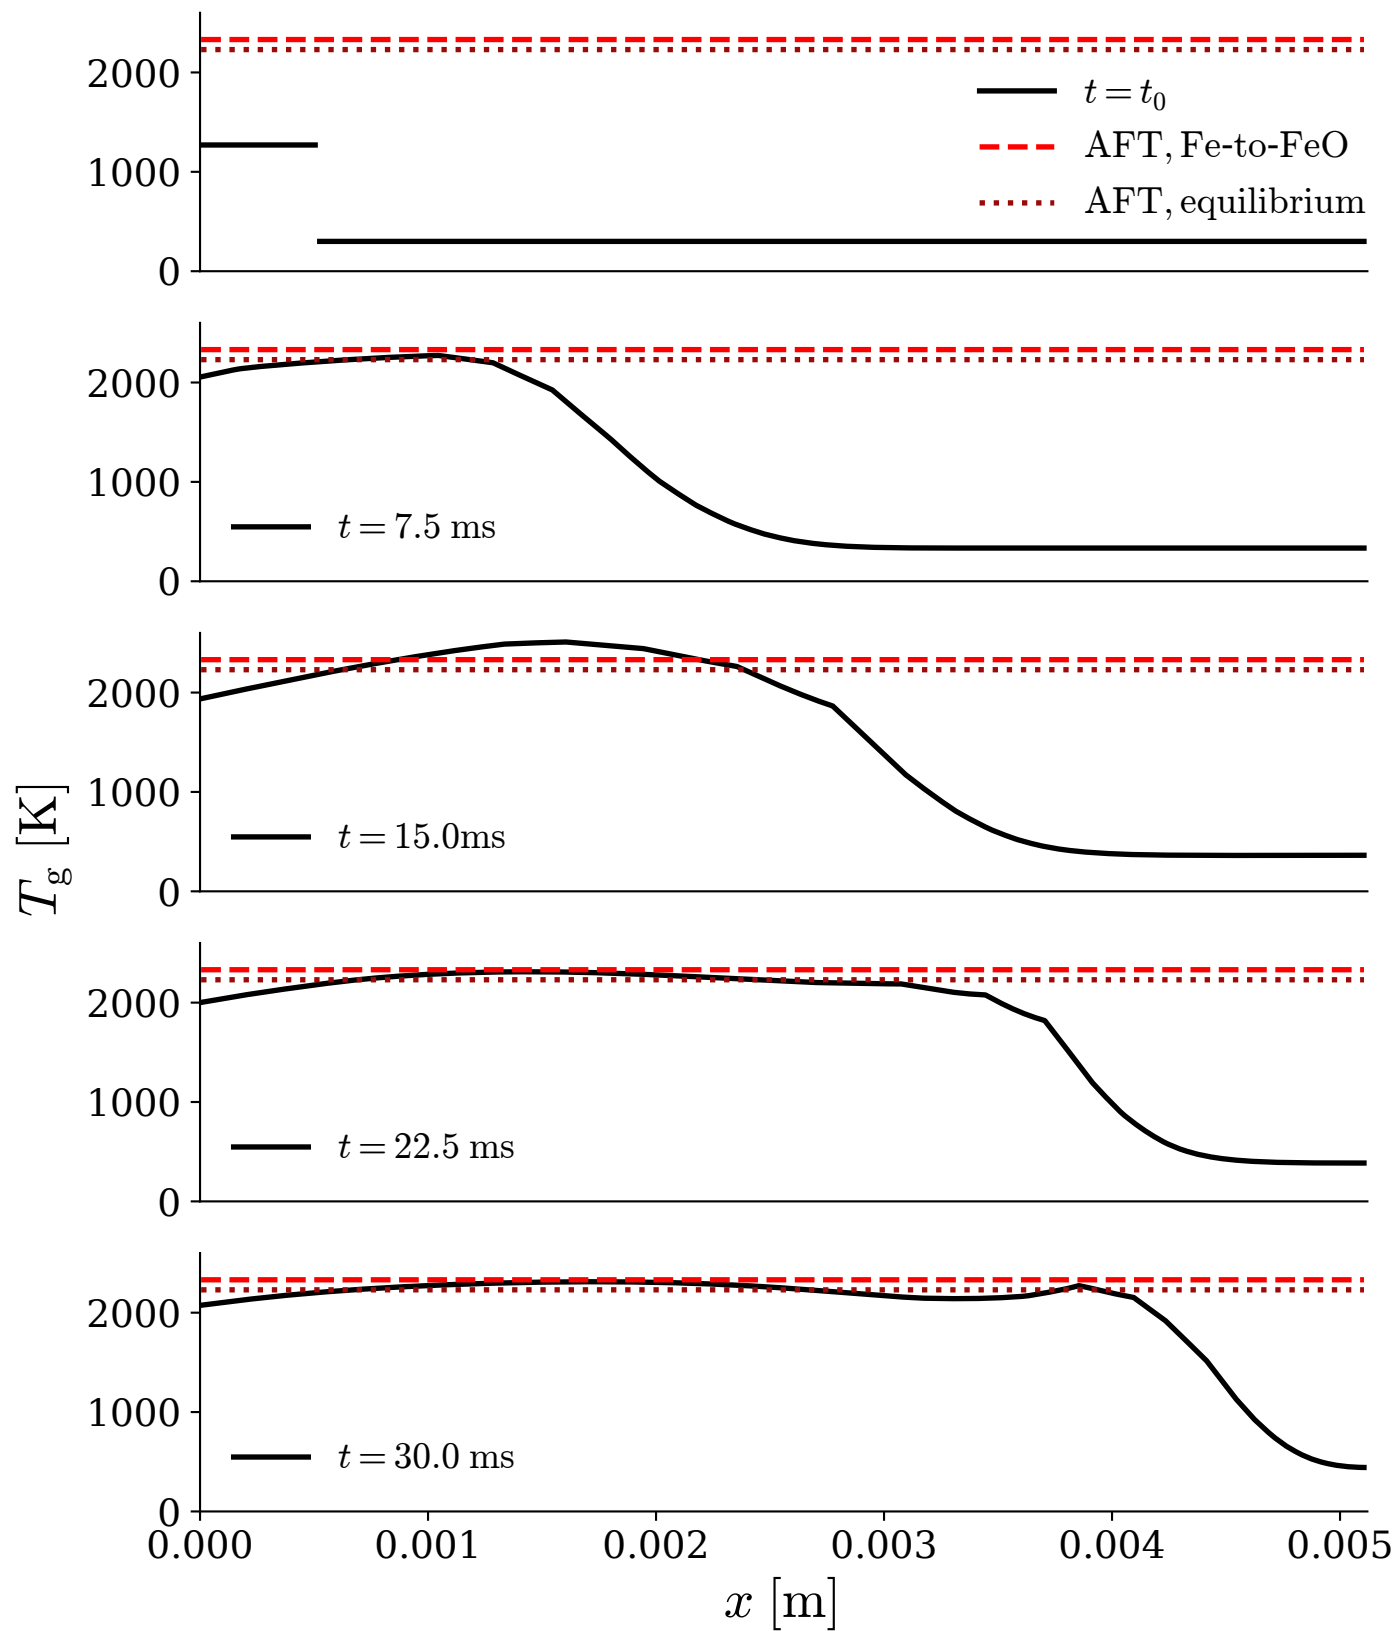 2000
1000
0
t = t0
AFT, Fe-to-FeO
AFT, equilibrium
2000
1000
0
t = 7.5 ms
2000
1000
0
t = 15.0ms
2000
1000
0
t = 22.5 ms
2000
1000
0
t = 30.0 ms
0.000 0.001 0.002 0.003 0.004 0.005
x [m]
Tg [K]